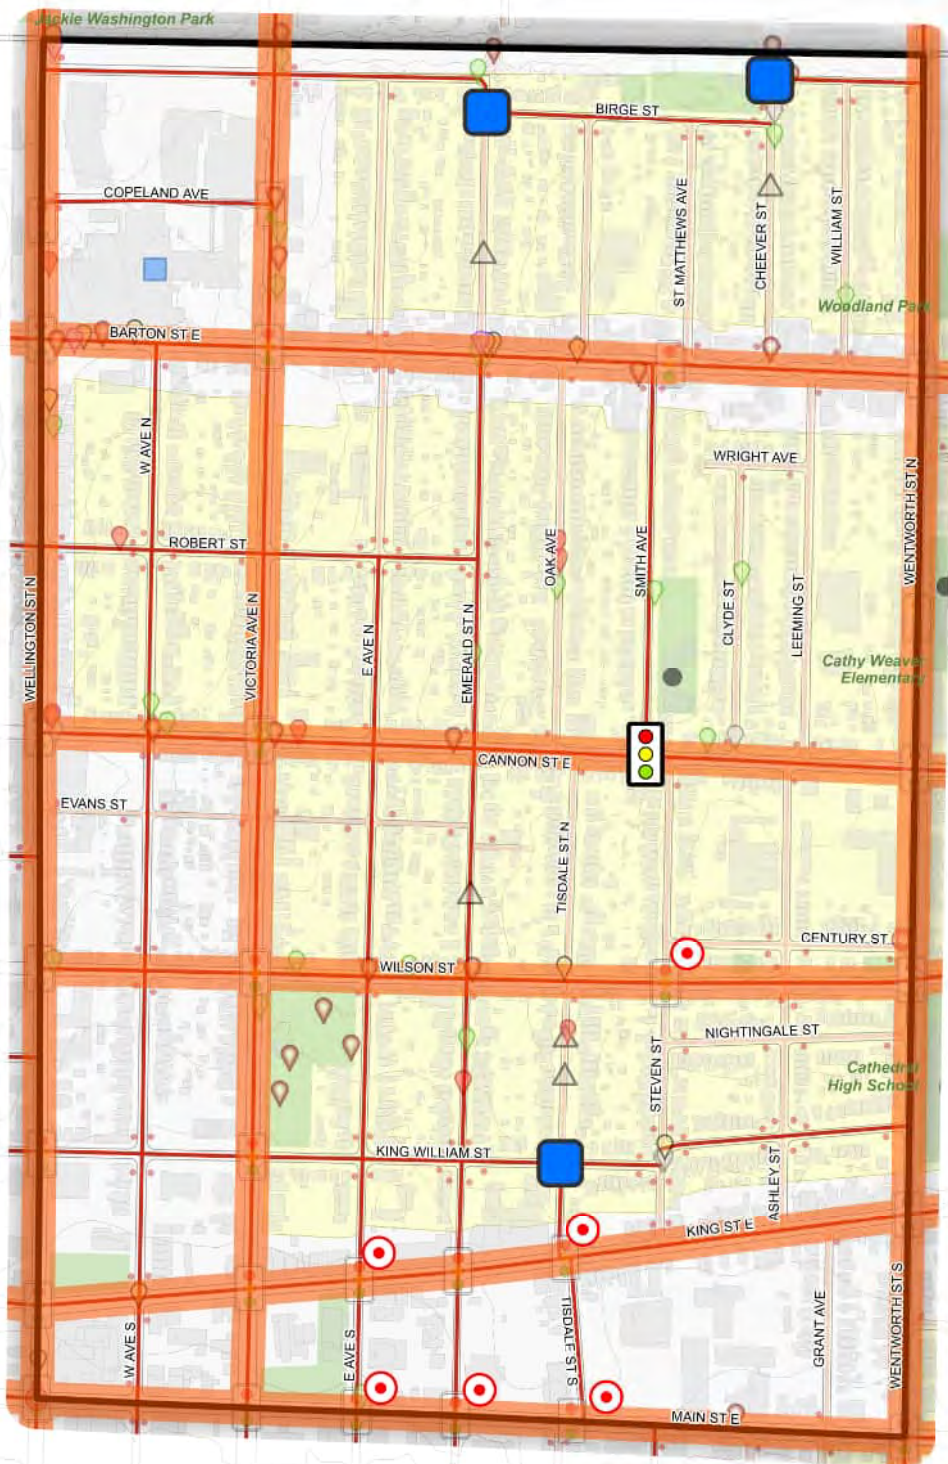 Jackie Washington Park
BIRGE ST
COPELAND AVE
ST MATTHEWS AVE
CHEEVER ST
WILLIAM ST
Woodland Park
BARTON ST E
W AVE N
WRIGHT AVE
WENTWORTH ST N
ROBERT ST
OAK AVE
SMITH AVE
WELLINGTON ST N
VICTORIA AVE N
E AVE N
EMERALD ST N
CLYDE ST
LEEMING ST
Cathy Weaver
Elementary
CANNON ST E
EVANS ST
TISDALE ST N
CENTURY ST
WILSON ST
NIGHTINGALE ST
STEVEN ST
Cathedral
High School
KING WILLIAM ST
ASHLEY ST
KING ST E
W AVE S
E AVE S
TISDALE ST S
GRANT AVE
WENTWORTH ST S
MAIN ST E